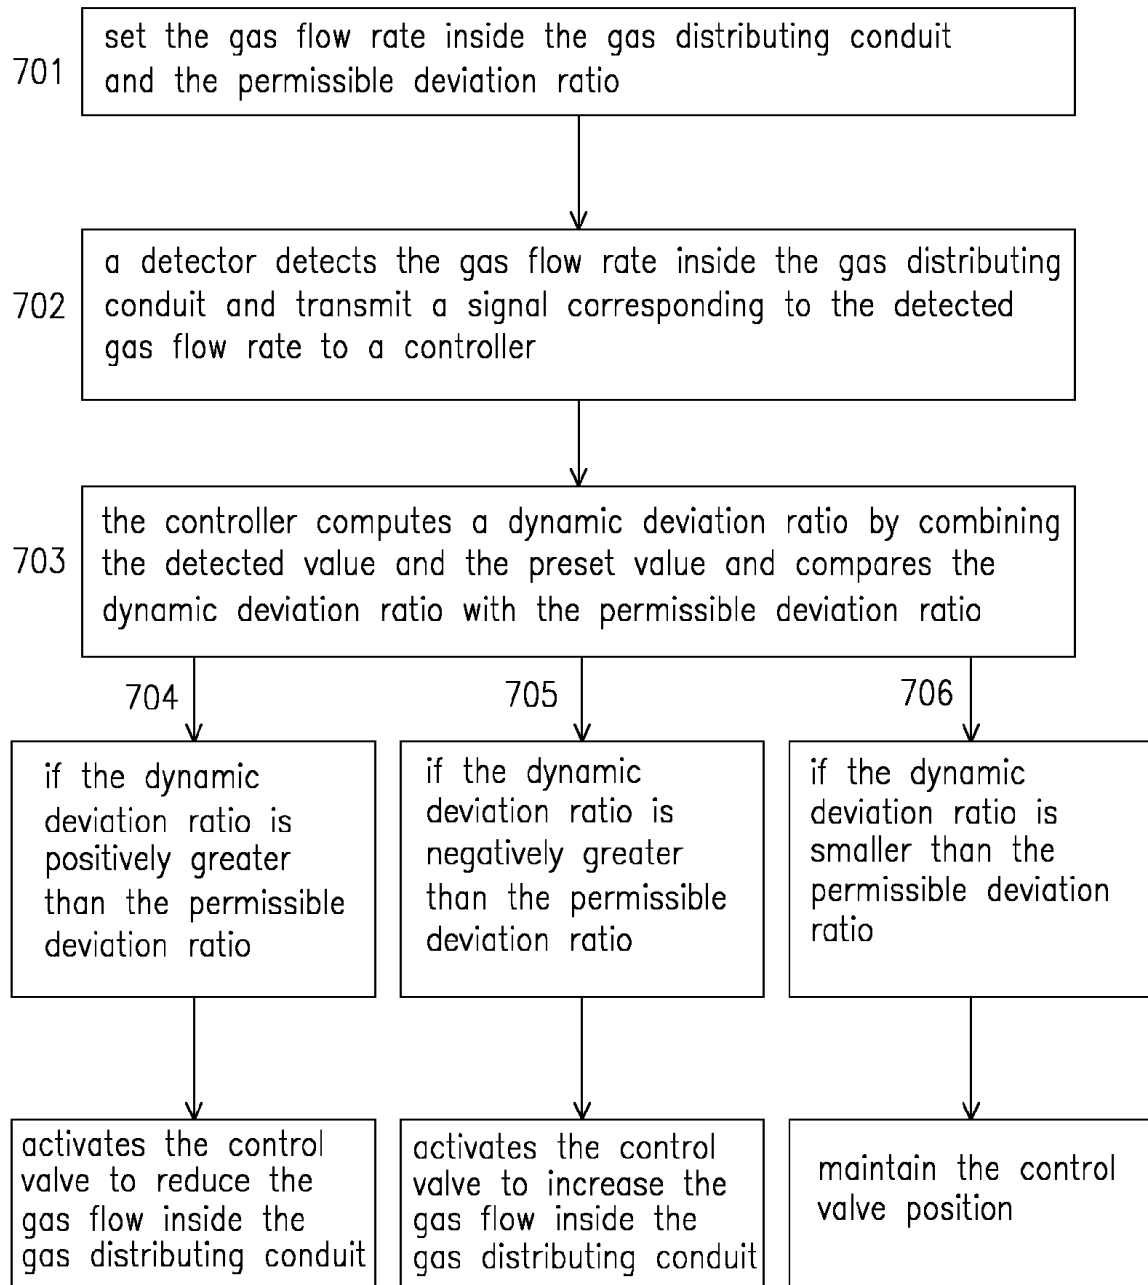 701
set the gas flow rate inside the gas distributing conduit
and the permissible deviation ratio
702
a detector detects the gas flow rate inside the gas distributing
conduit and transmit a signal corresponding to the detected
gas flow rate to a controller
703
the controller computes a dynamic deviation ratio by combining
the detected value and the preset value and compares the
dynamic deviation ratio with the permissible deviation ratio
704
if the dynamic
deviation ratio is
positively greater
than the permissible
deviation ratio
705
if the dynamic
deviation ratio is
negatively greater
than the permissible
deviation ratio
706
if the dynamic
deviation ratio is
smaller than the
permissible deviation
ratio
activates the control
valve to reduce the
gas flow inside the
gas distributing conduit
activates the control
valve to increase the
gas flow inside the
gas distributing conduit
maintain the control
valve position